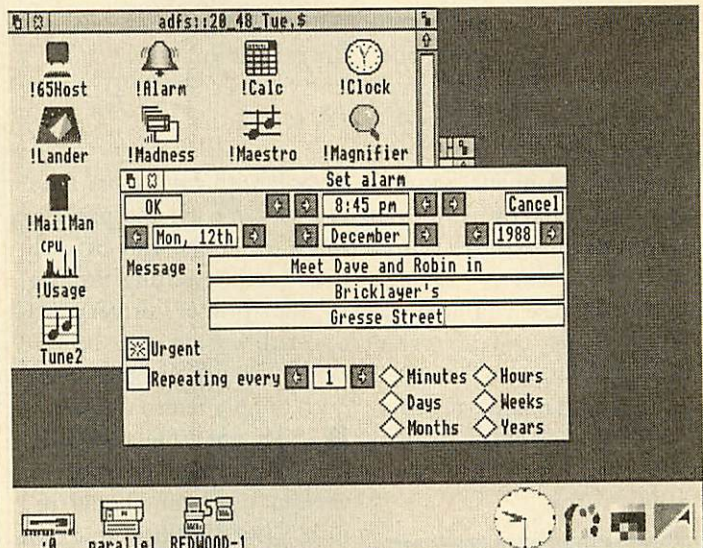 adfs::20_48_Tue.$
!65Host !Alarm !Calc !Clock
!Lander !Madness !Maestro !Magnifier
!MailMan
CPU
!Usage
Tune2
Set alarm
OK 8:45 pm Cancel
Mon, 12th December 1988
Message : Meet Dave and Robin in
Bricklayer's
Gresse Street
Urgent
Repeating every 1 Minutes Hours
Days Weeks
Months Years
:0 parallel REDWOOD-1